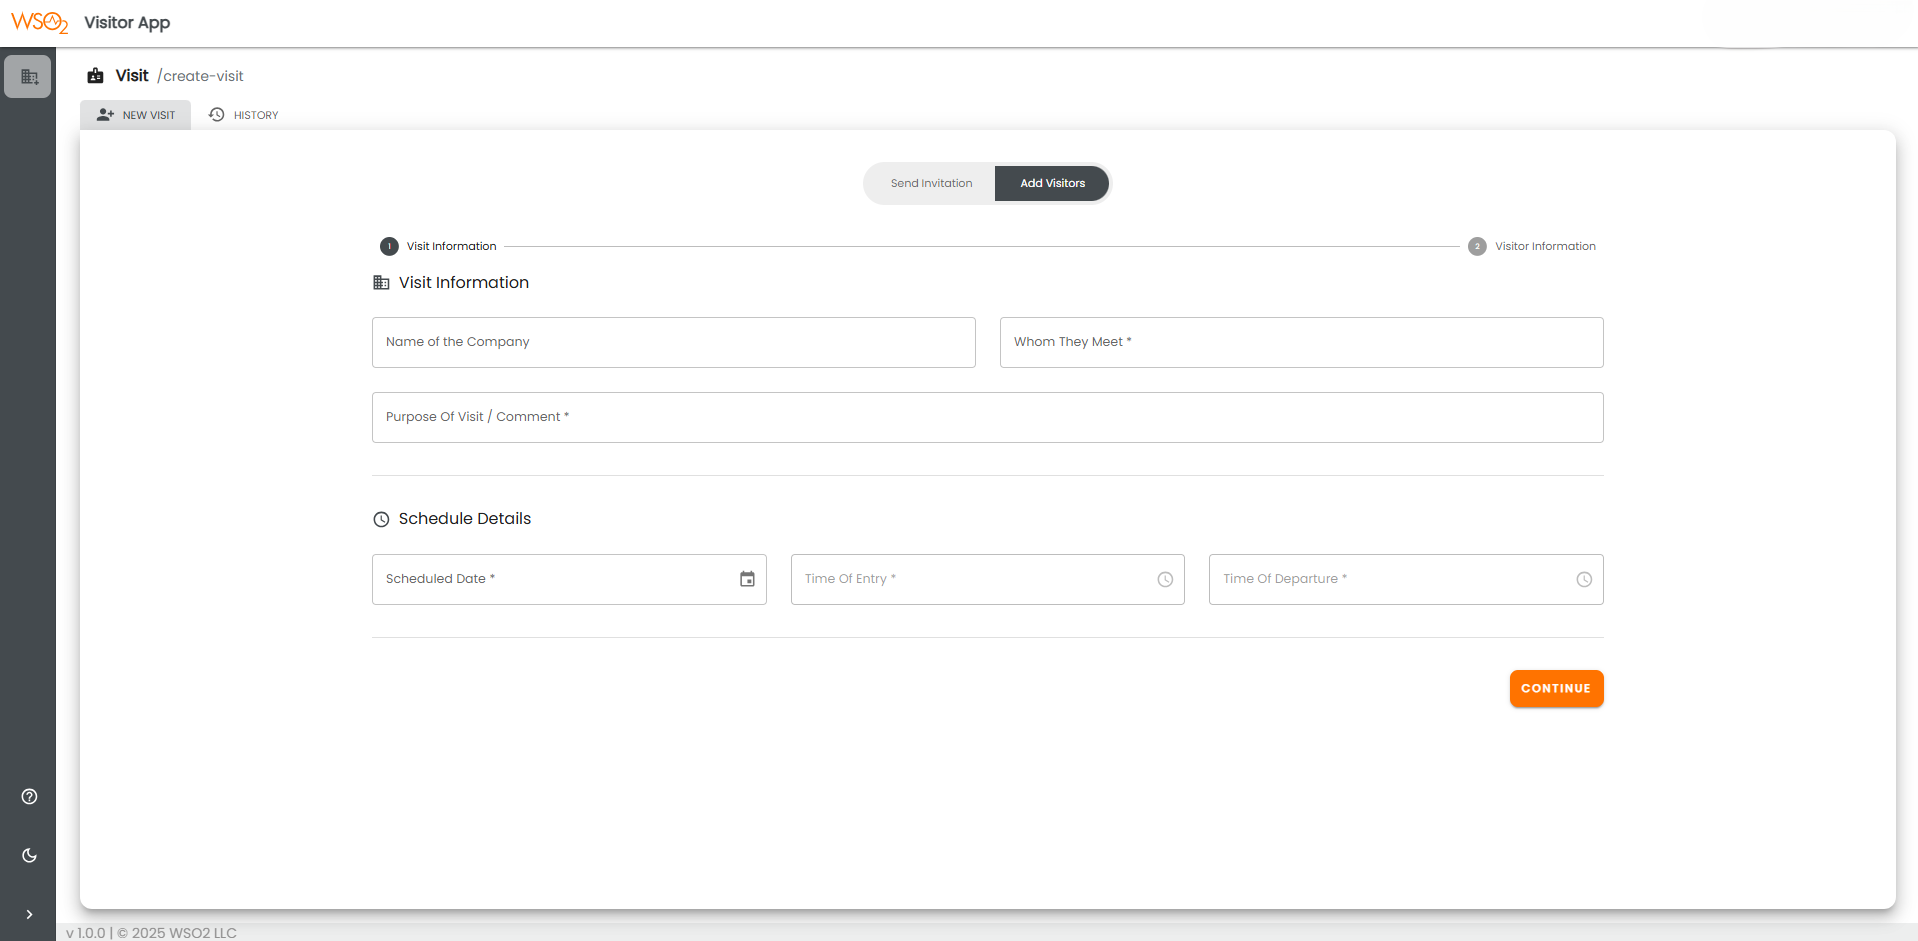 WSO2 Visitor App
Visit /create-visit
NEW VISIT HISTORY
Send Invitation Add Visitors
1 Visit Information 2 Visitor Information
Visit Information
Name of the Company Whom They Meet *
Purpose Of Visit / Comment *
Schedule Details
Scheduled Date * Time Of Entry * Time Of Departure *
CONTINUE
v 1.0.0 | © 2025 WSO2 LLC